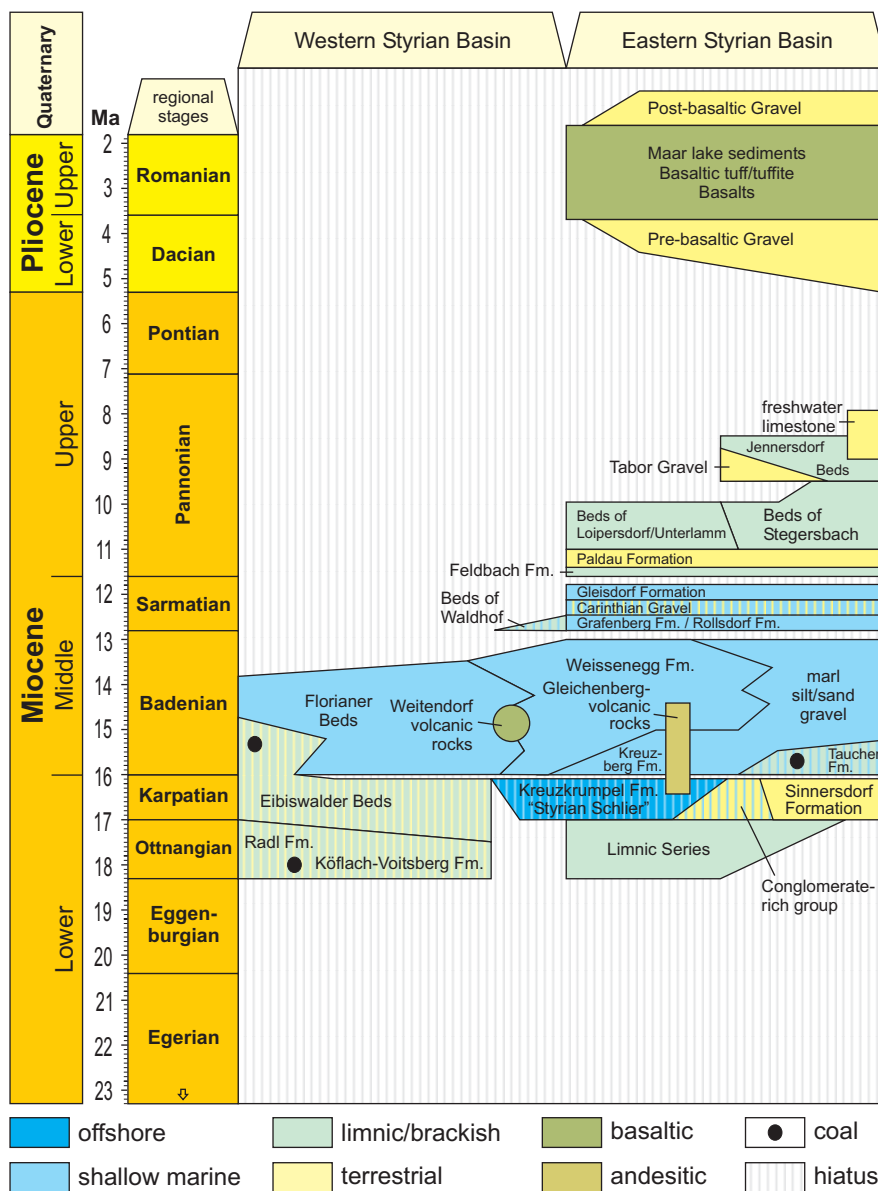 Western Styrian Basin
Eastern Styrian Basin
Quaternary
Ma
regional
stages
Pliocene
Upper
Lower
Miocene
Upper
Middle
Lower
2
3
4
5
6
7
8
9
10
11
12
13
14
15
16
17
18
19
20
21
22
23
Romanian
Dacian
Pontian
Pannonian
Sarmatian
Badenian
Karpatian
Ottnangian
Eggen-
burgian
Egerian
Post-basaltic Gravel
Maar lake sediments
Basaltic tuff/tuffite
Basalts
Pre-basaltic Gravel
freshwater
limestone
Jennersdorf
Beds
Tabor Gravel
Beds of
Loipersdorf/Unterlamm
Beds of
Stegersbach
Paldau Formation
Feldbach Fm.
Gleisdorf Formation
Carinthian Gravel
Grafenberg Fm. / Rollsdorf Fm.
Beds of
Waldhof
Weissenegg Fm.
Florianer
Beds
Weitendorf
volcanic
rocks
Gleichenberg-
volcanic
rocks
marl
silt/sand
gravel
Kreuz-
berg Fm.
Tauchen
Fm.
Eibiswalder Beds
Kreuzkrumpel Fm.
"Styrian Schlier"
Sinnersdorf
Formation
Radl Fm.
Köflach-Voitsberg Fm.
Limnic Series
Conglomerate-
rich group
offshore
limnic/brackish
basaltic
coal
shallow marine
terrestrial
andesitic
hiatus